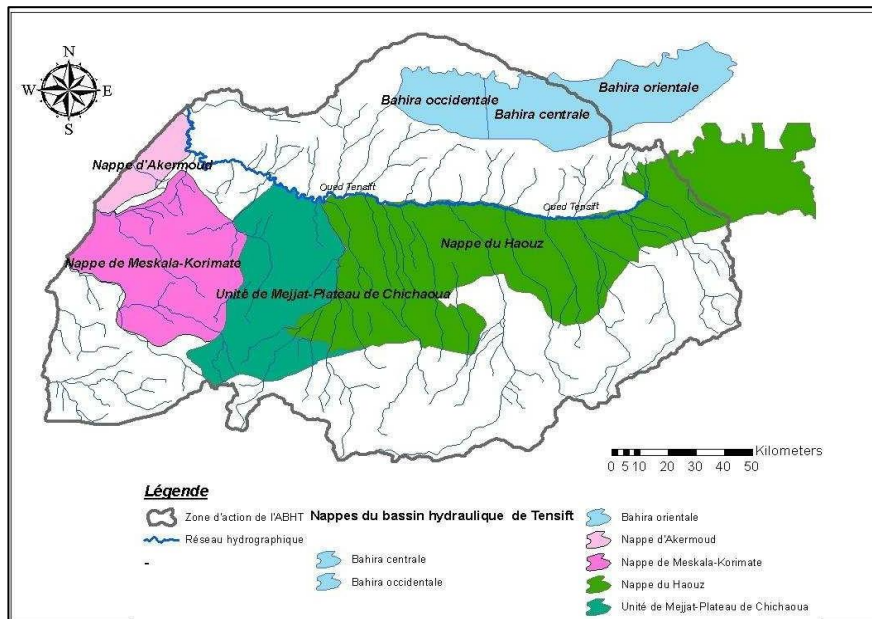 N
W E
S
Bahira occidentale
Bahira orientale
Bahira centrale
Nappe d'Akermoud
Oued Tensift
Oued Tensift
Nappe du Haouz
Nappe de Meskala-Korimate
Unité de Mejjat-Plateau de Chichaoua
Kilometers
0 5 10 20 30 40 50
Légende
Zone d'action de l'ABHT
Réseau hydrographique
-
Nappes du bassin hydraulique de Tensift
Bahira centrale
Bahira occidentale
Bahira orientale
Nappe d'Akermoud
Nappe de Meskala-Korimate
Nappe du Haouz
Unité de Mejjat-Plateau de Chichaoua